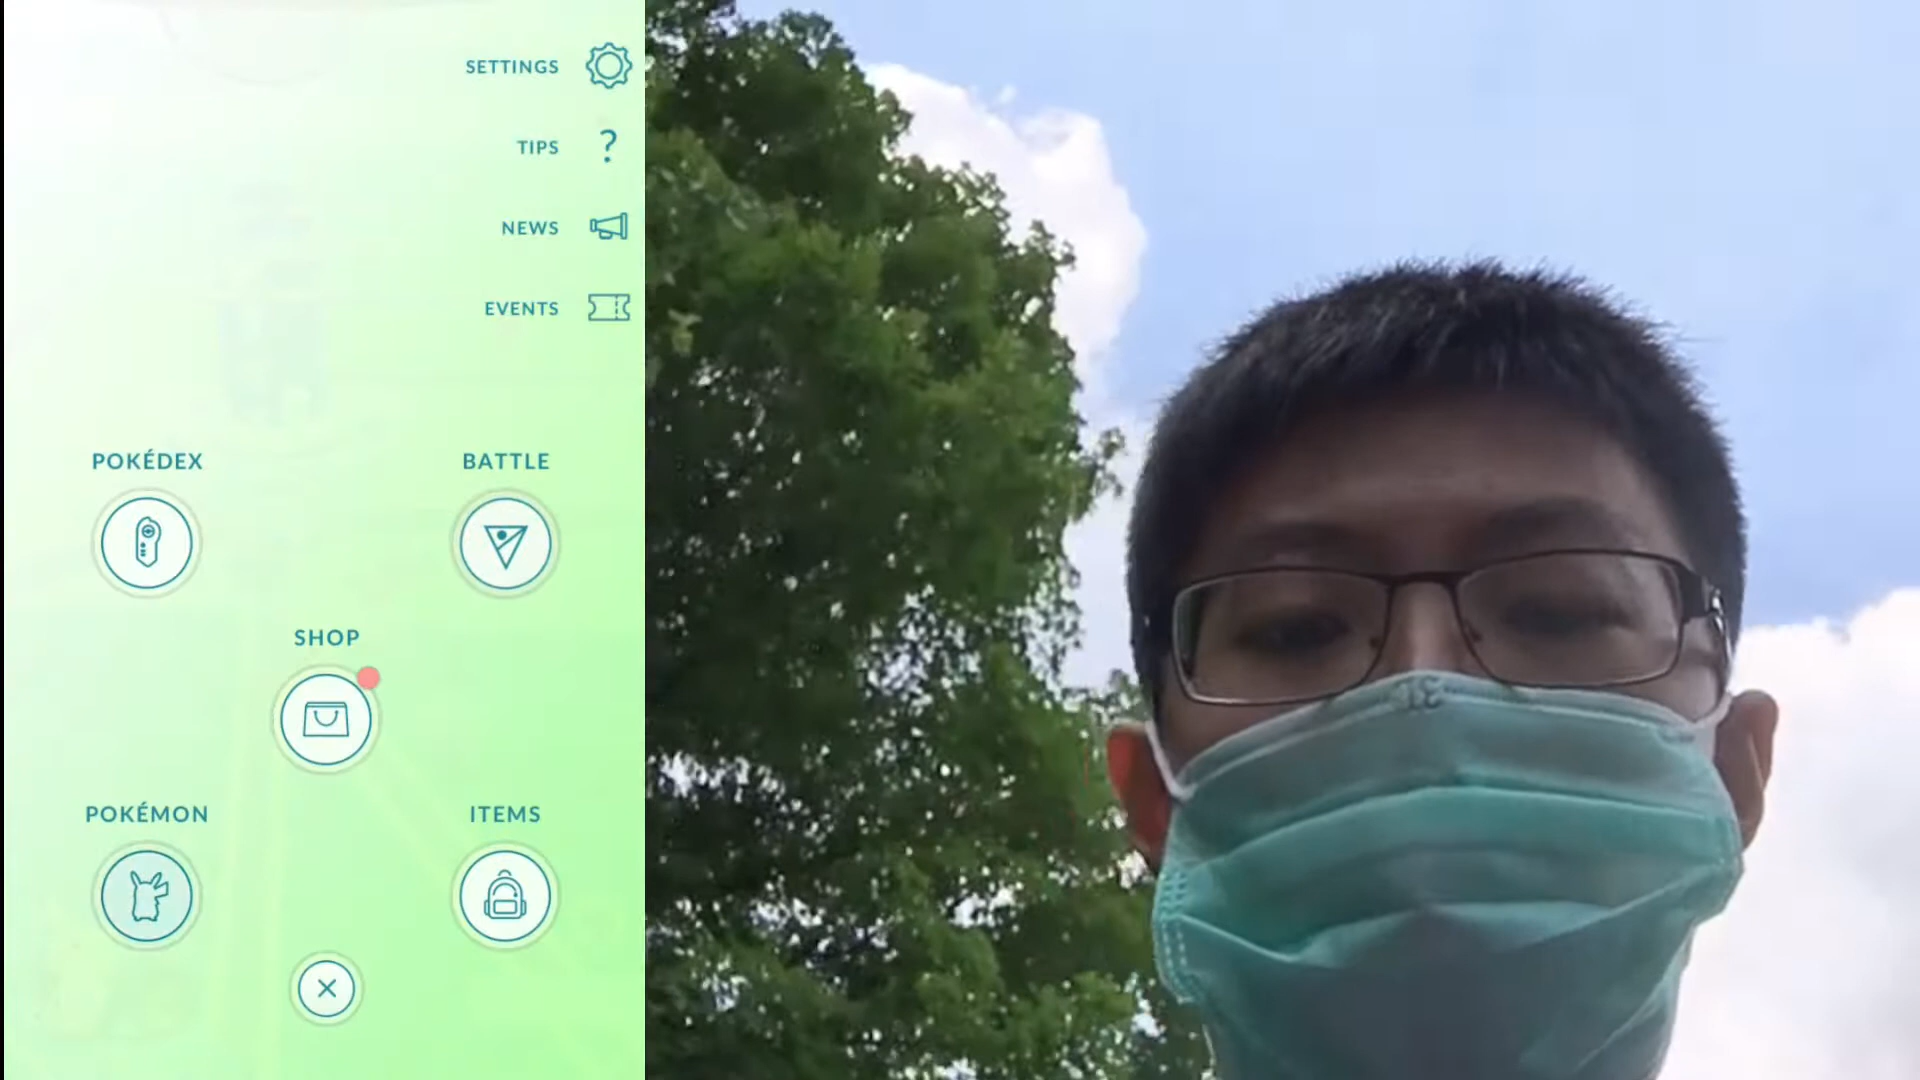 SETTINGS
TIPS
?
NEWS
EVENTS
POKÉDEX
BATTLE
SHOP
POKÉMON
ITEMS